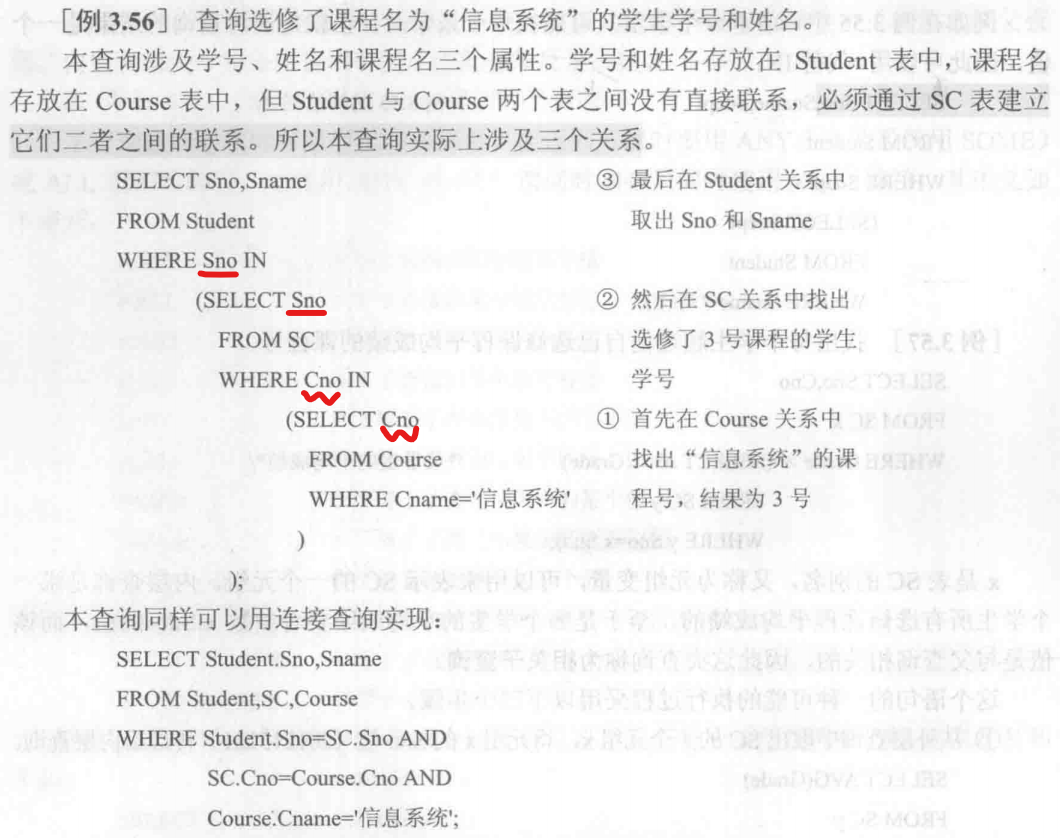 ［例 3.56］ 查询选修了课程名为“信息系统”的学生学号和姓名。
本查询涉及学号、姓名和课程名三个属性。学号和姓名存放在 Student 表中，课程名
存放在 Course 表中，但 Student 与 Course 两个表之间没有直接联系，必须通过 SC 表建立
它们二者之间的联系。所以本查询实际上涉及三个关系。
SELECT Sno,Sname ③ 最后在 Student 关系中
FROM Student 取出 Sno 和 Sname
WHERE Sno IN
(SELECT Sno ② 然后在 SC 关系中找出
FROM SC 选修了 3 号课程的学生
WHERE Cno IN 学号
(SELECT Cno ① 首先在 Course 关系中
FROM Course 找出“信息系统”的课
WHERE Cname='信息系统' 程号，结果为 3 号
)
);
本查询同样可以用连接查询实现：
SELECT Student.Sno,Sname
FROM Student,SC,Course
WHERE Student.Sno=SC.Sno AND
SC.Cno=Course.Cno AND
Course.Cname='信息系统';